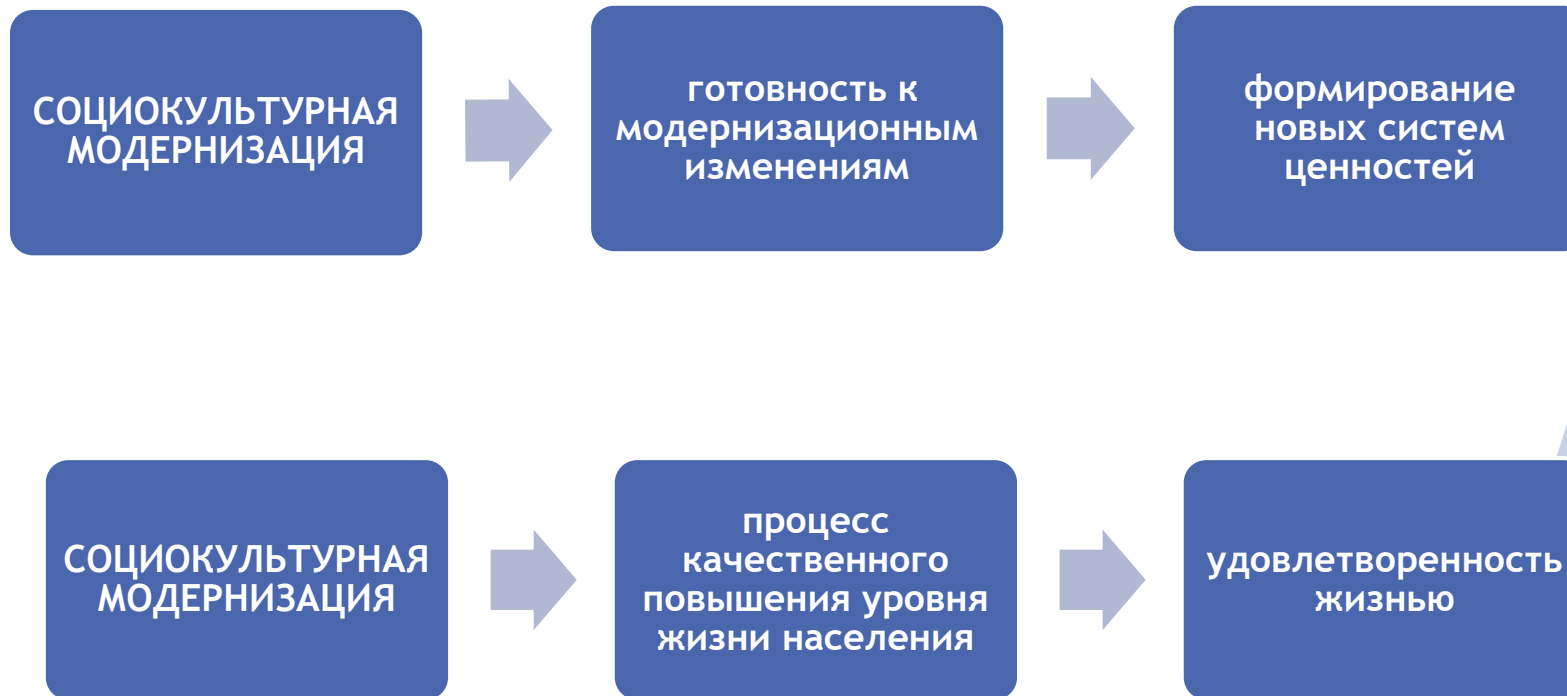 СОЦИОКУЛЬТУРНАЯ
МОДЕРНИЗАЦИЯ
готовность к
модернизационным
изменениям
формирование
новых систем
ценностей
СОЦИОКУЛЬТУРНАЯ
МОДЕРНИЗАЦИЯ
процесс
качественного
повышения уровня
жизни населения
удовлетворенность
жизнью